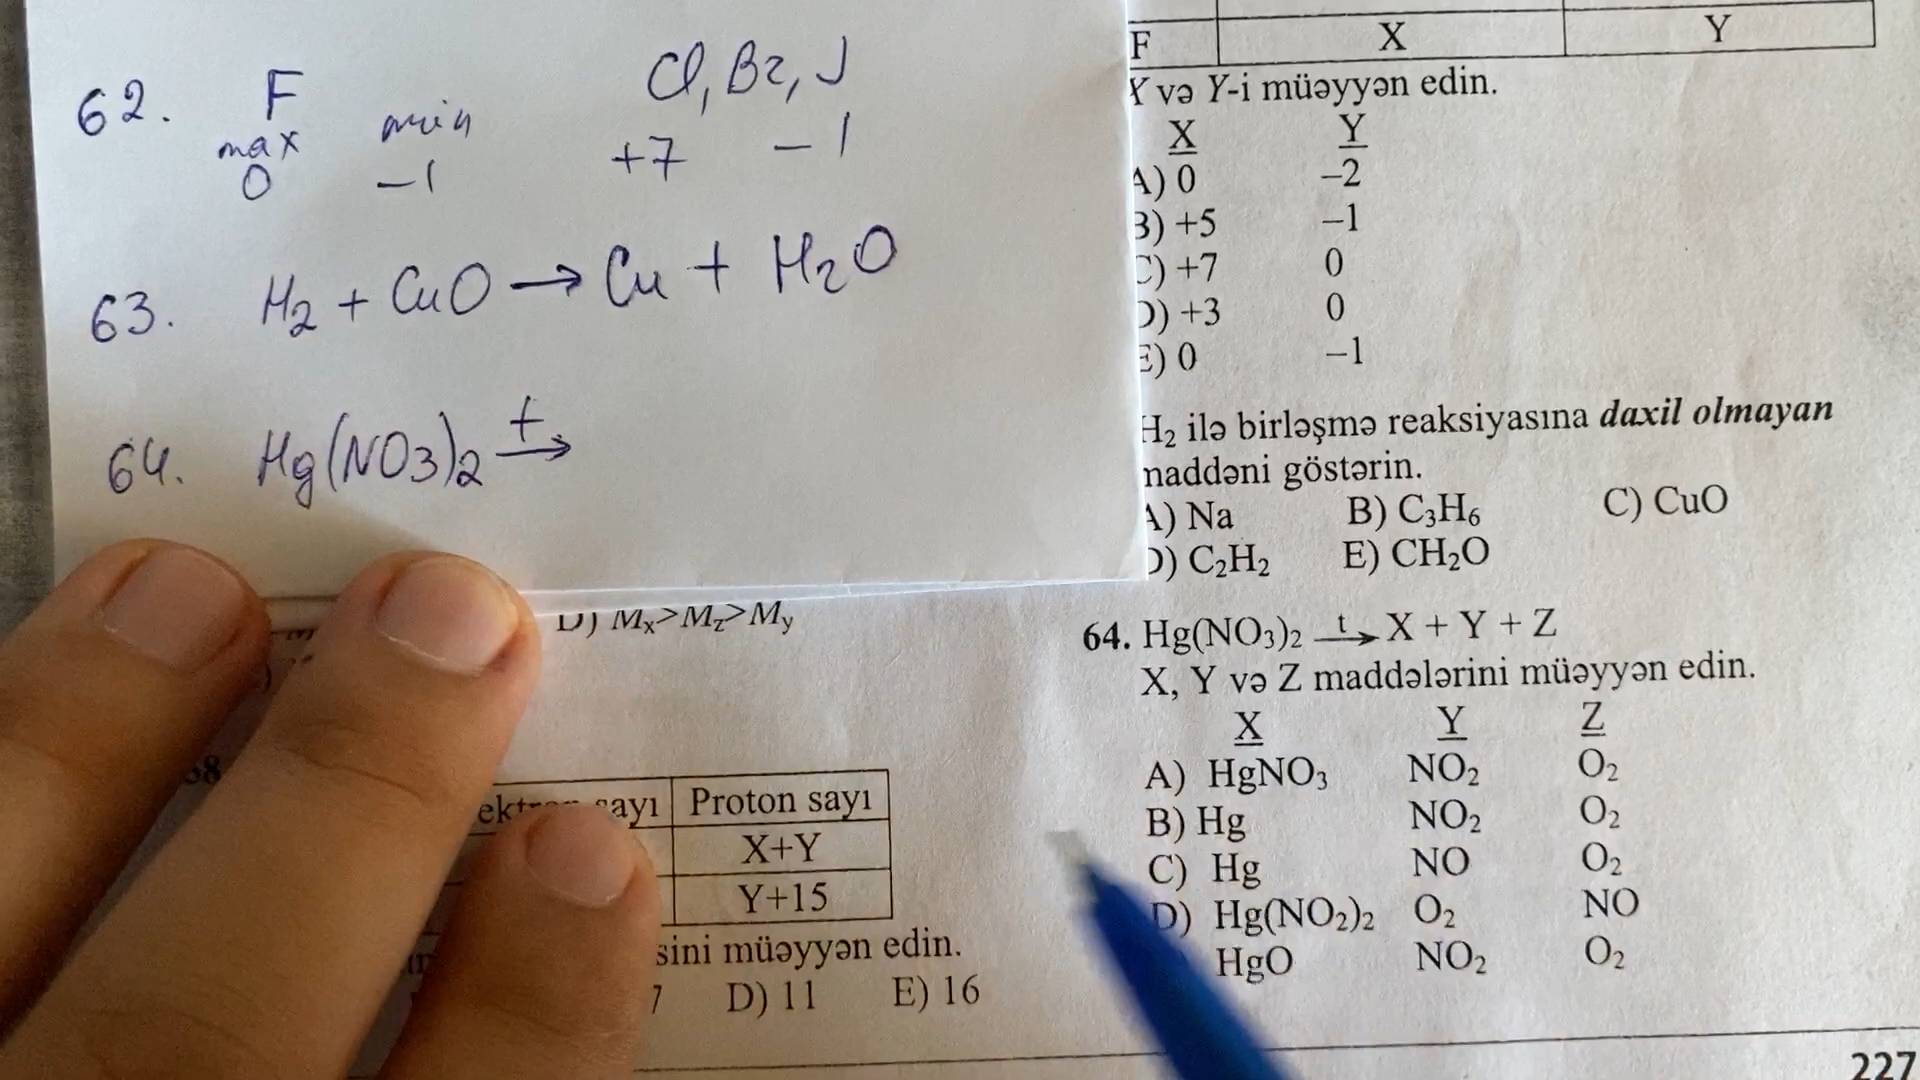 62. F Cl, Br, J
max min
0 -1 +7 -1
63. H₂ + CuO → Cu + H₂O
64. Hg(NO3)₂ t→
D) Mₓ>M_z>M_y
Proton sayı
X+Y
Y+15
sini müəyyən edin.
7 D) 11 E) 16
F X Y
X və Y-i müəyyən edin.
X Y
A) 0 –2
B) +5 –1
C) +7 0
D) +3 0
E) 0 –1
H₂ ilə birləşmə reaksiyasına daxil olmayan
maddəni göstərin.
A) Na B) C₃H₆ C) CuO
D) C₂H₂ E) CH₂O
64. Hg(NO₃)₂ t→ X + Y + Z
X, Y və Z maddələrini müəyyən edin.
X Y Z
A) HgNO₃ NO₂ O₂
B) Hg NO₂ O₂
C) Hg NO O₂
D) Hg(NO₂)₂ O₂ NO
HgO NO₂ O₂
227